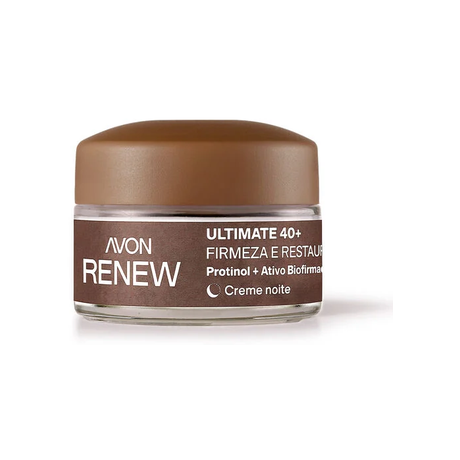 AVON
RENEW
ULTIMATE 40+
FIRMEZA E
Protinol + Ativo
Creme noite